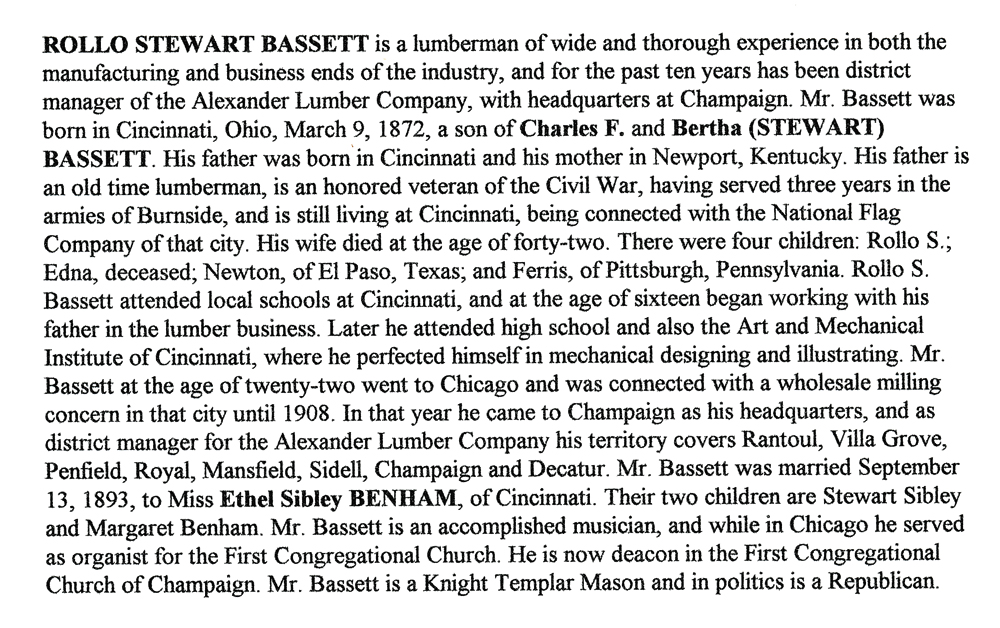 ROLLO STEWART BASSETT is a lumberman of wide and thorough experience in both the
manufacturing and business ends of the industry, and for the past ten years has been district
manager of the Alexander Lumber Company, with headquarters at Champaign. Mr. Bassett was
born in Cincinnati, Ohio, March 9, 1872, a son of Charles F. and Bertha (STEWART)
BASSETT. His father was born in Cincinnati and his mother in Newport, Kentucky. His father is
an old time lumberman, is an honored veteran of the Civil War, having served three years in the
armies of Burnside, and is still living at Cincinnati, being connected with the National Flag
Company of that city. His wife died at the age of forty-two. There were four children: Rollo S.;
Edna, deceased; Newton, of El Paso, Texas; and Ferris, of Pittsburgh, Pennsylvania. Rollo S.
Bassett attended local schools at Cincinnati, and at the age of sixteen began working with his
father in the lumber business. Later he attended high school and also the Art and Mechanical
Institute of Cincinnati, where he perfected himself in mechanical designing and illustrating. Mr.
Bassett at the age of twenty-two went to Chicago and was connected with a wholesale milling
concern in that city until 1908. In that year he came to Champaign as his headquarters, and as
district manager for the Alexander Lumber Company his territory covers Rantoul, Villa Grove,
Penfield, Royal, Mansfield, Sidell, Champaign and Decatur. Mr. Bassett was married September
13, 1893, to Miss Ethel Sibley BENHAM, of Cincinnati. Their two children are Stewart Sibley
and Margaret Benham. Mr. Bassett is an accomplished musician, and while in Chicago he served
as organist for the First Congregational Church. He is now deacon in the First Congregational
Church of Champaign. Mr. Bassett is a Knight Templar Mason and in politics is a Republican.